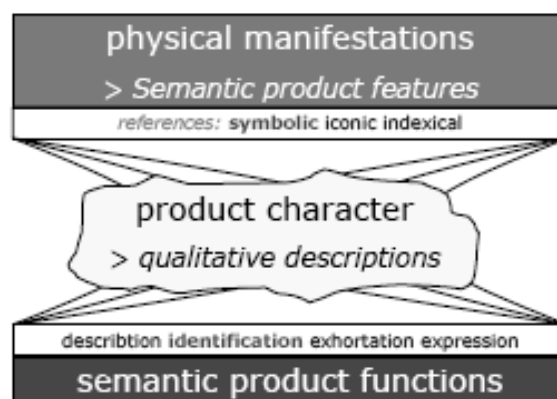 physical manifestations
> Semantic product features
references: symbolic iconic indexical
product character
> qualitative descriptions
describtion identification exhortation expression
semantic product functions